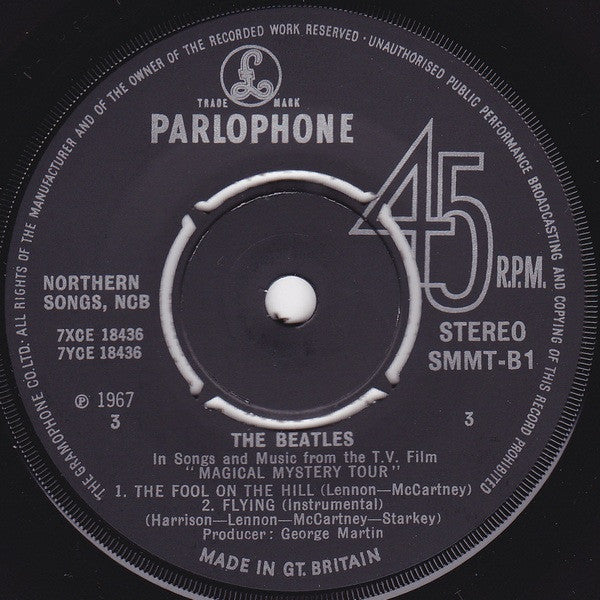 THE GRAMOPHONE CO. LTD. ALL RIGHTS OF THE MANUFACTURER AND OF THE OWNER OF THE RECORDED WORK RESERVED · UNAUTHORISED PUBLIC PERFORMANCE BROADCASTING AND COPYING OF THIS RECORD PROHIBITED
£
TRADE MARK
PARLOPHONE
45
R.P.M.
NORTHERN
SONGS, NCB
7XCE 18436
7YCE 18436
STEREO
SMMT-B1
℗ 1967
3
3
THE BEATLES
In Songs and Music from the T.V. Film
"MAGICAL MYSTERY TOUR"
1. THE FOOL ON THE HILL (Lennon—McCartney)
2. FLYING (Instrumental)
(Harrison—Lennon—McCartney—Starkey)
Producer: George Martin
MADE IN GT. BRITAIN